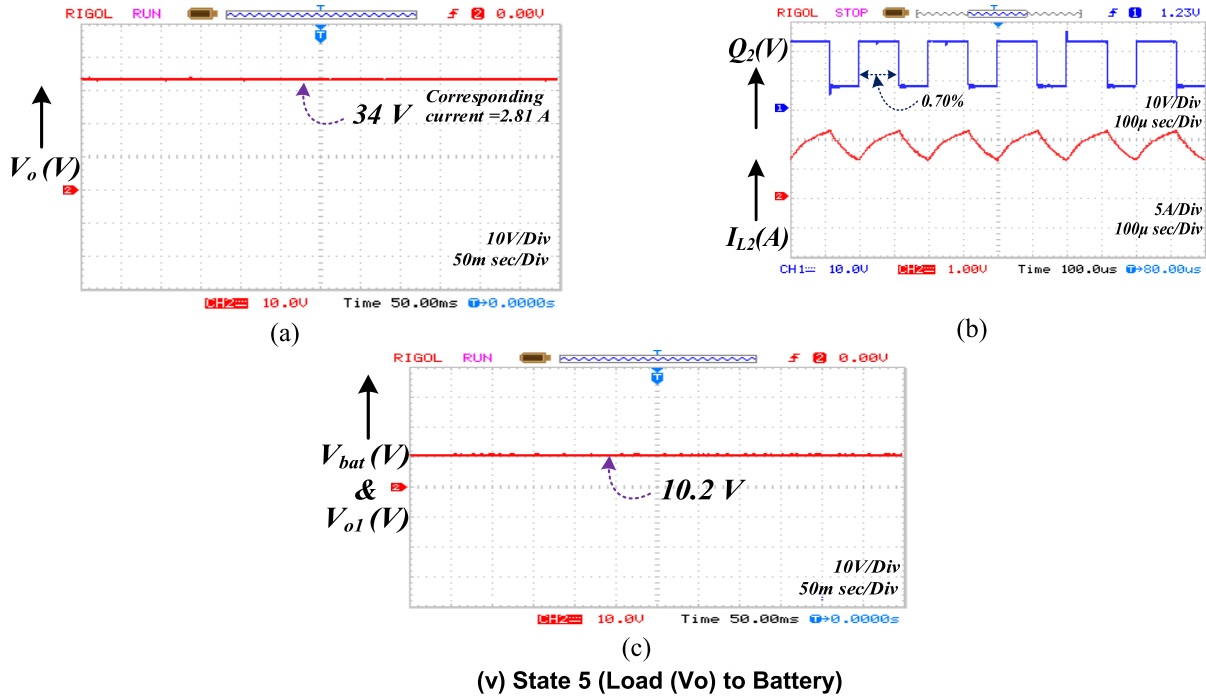 RIGOL RUN T 2 0.00V
T
34 V
Corresponding
current =2.81 A
Vo (V)
2
10V/Div
50m sec/Div
CH2 10.0V Time 50.00ms T→0.0000s
(a)
RIGOL STOP T 1 1.23V
Q2(V)
0.70%
1
10V/Div
100µ sec/Div
2
5A/Div
100µ sec/Div
IL2(A)
CH1 10.0V CH2 1.00V Time 100.0us T→80.00us
(b)
RIGOL RUN T 2 0.00V
T
Vbat (V)
&
Vo1 (V)
2
10.2 V
10V/Div
50m sec/Div
CH2 10.0V Time 50.00ms T→0.0000s
(c)
(v) State 5 (Load (Vo) to Battery)